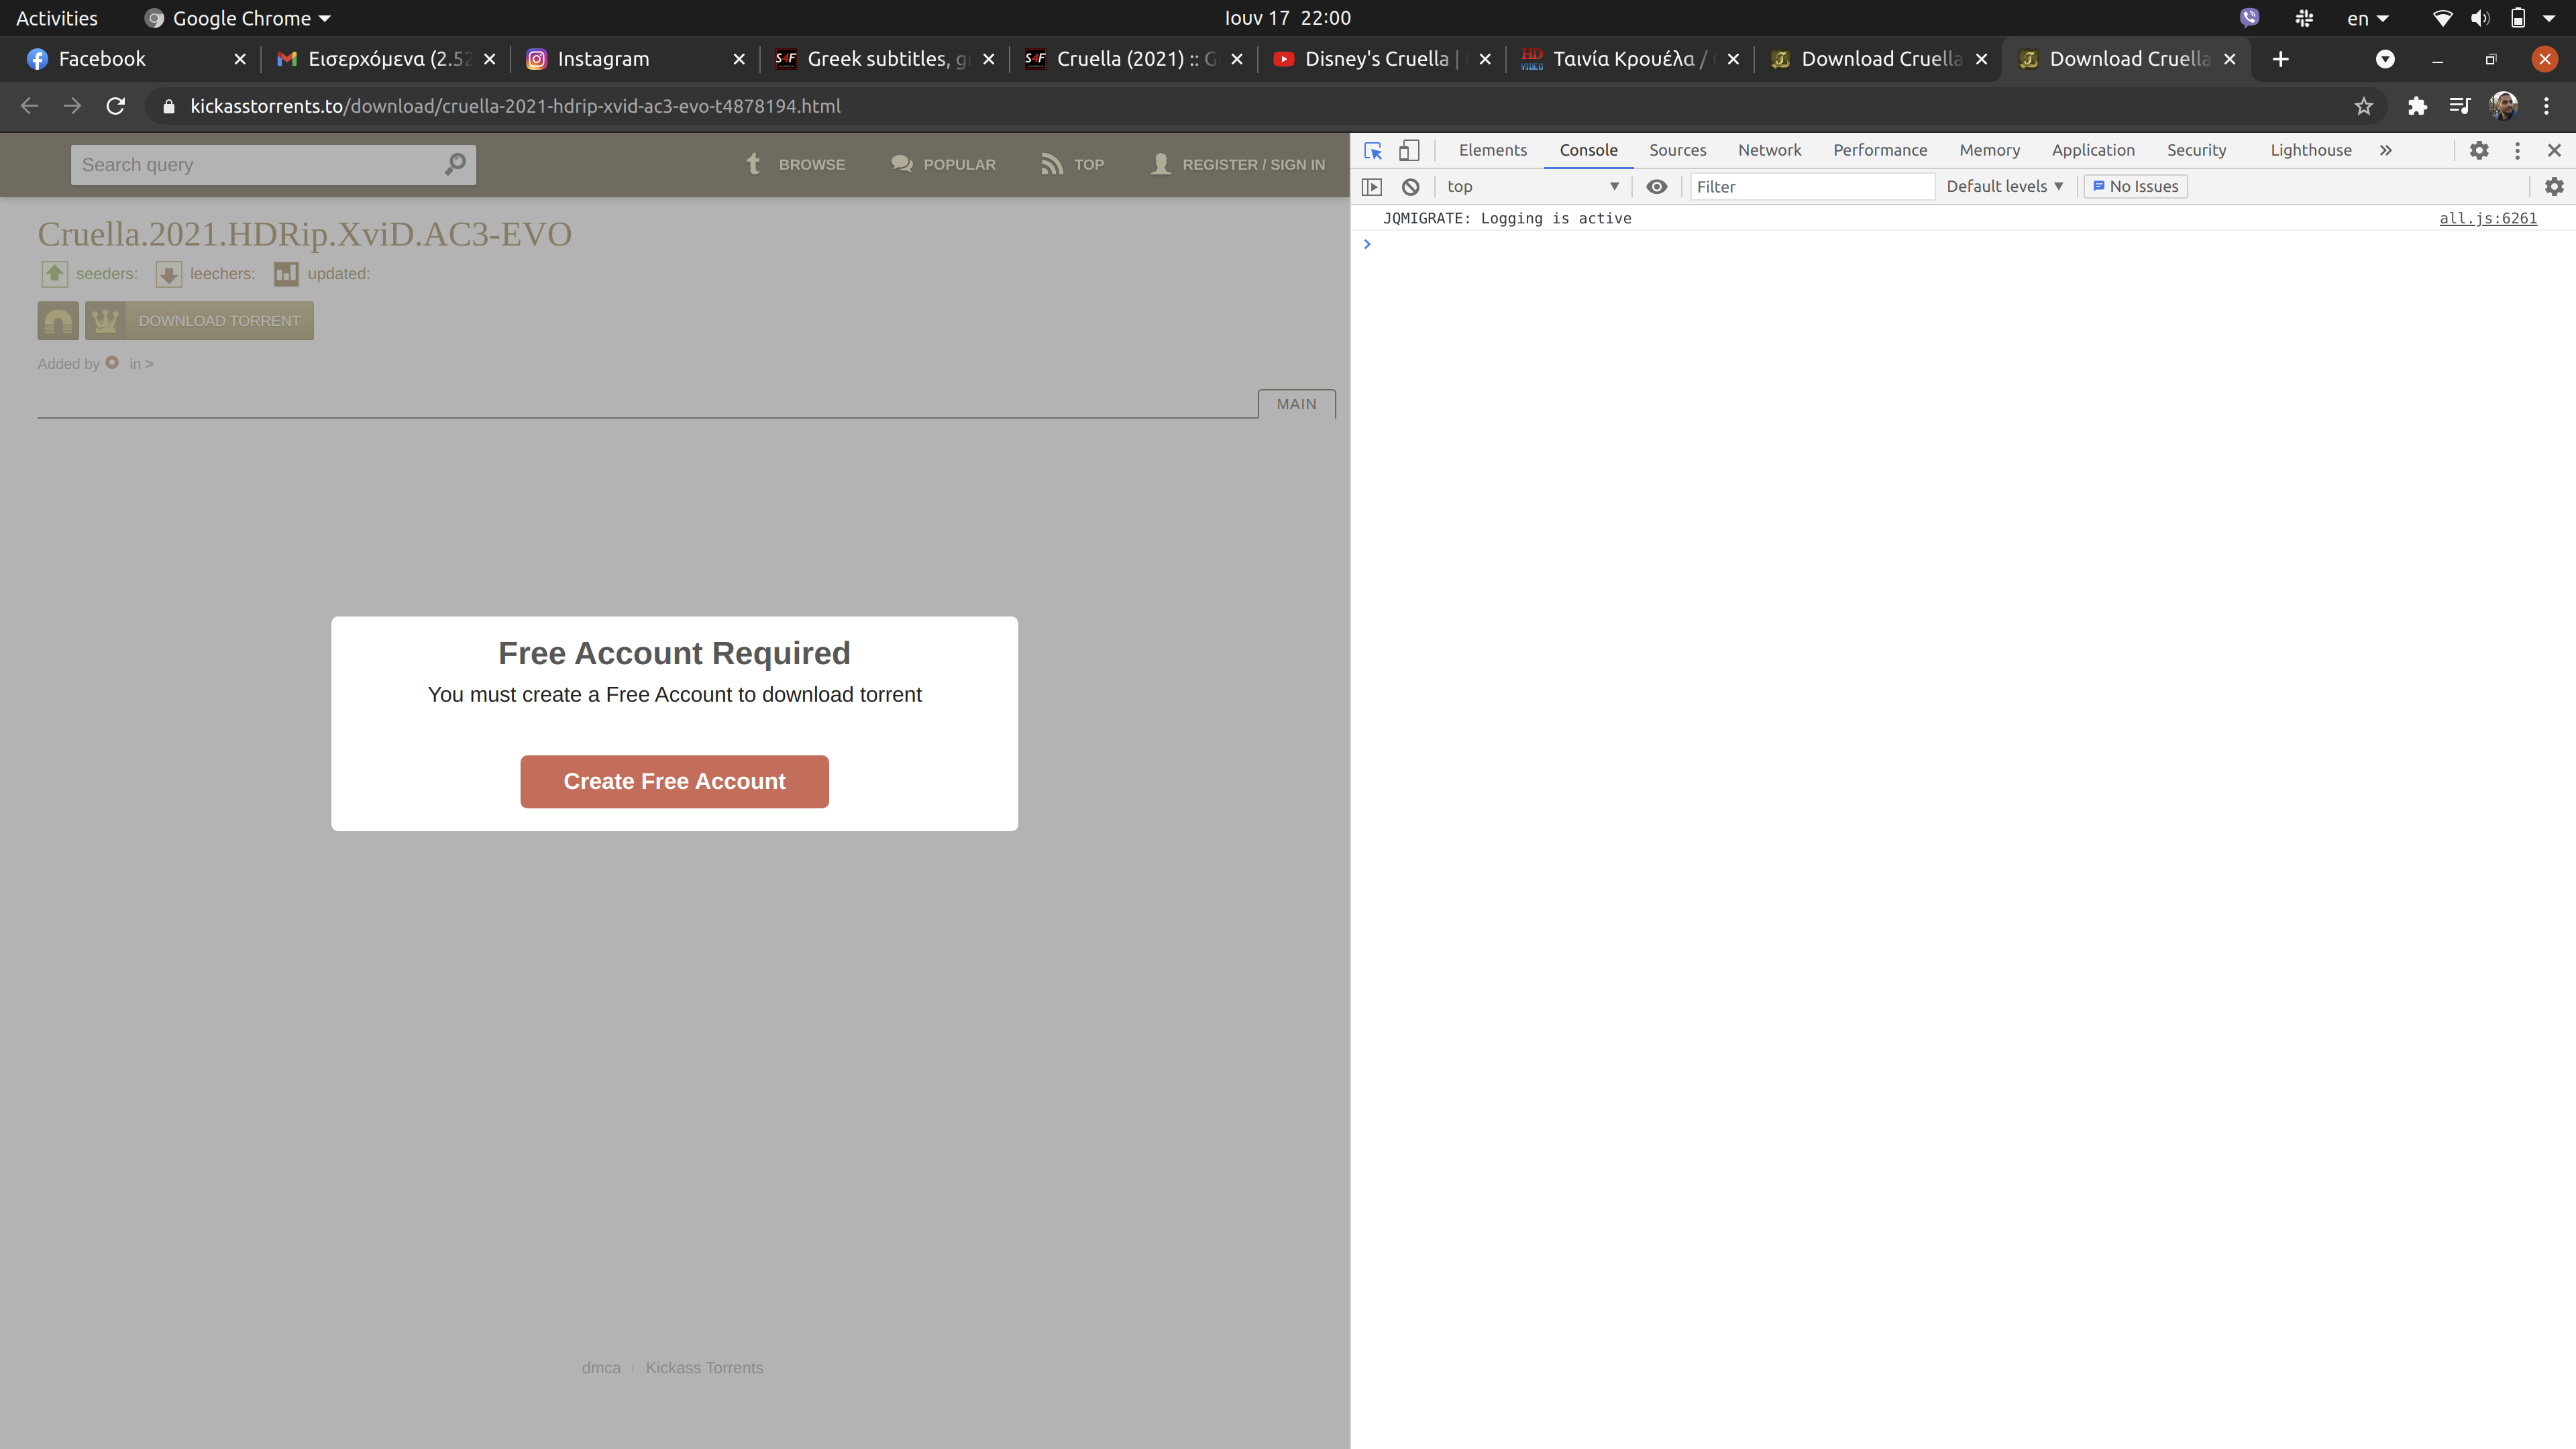 Activities
Google Chrome
Ιουν 17 22:00
en
Facebook
Εισερχόμενα (2.52
Instagram
Greek subtitles, g
Cruella (2021) :: G
Disney's Cruella |
Ταινία Κρουέλα /
Download Cruella
Download Cruella
kickasstorrents.to/download/cruella-2021-hdrip-xvid-ac3-evo-t4878194.html
Search query
BROWSE
POPULAR
TOP
REGISTER / SIGN IN
Cruella.2021.HDRip.XviD.AC3-EVO
seeders:
leechers:
updated:
DOWNLOAD TORRENT
Added by in >
MAIN
Free Account Required
You must create a Free Account to download torrent
Create Free Account
dmca
Kickass Torrents
Elements
Console
Sources
Network
Performance
Memory
Application
Security
Lighthouse
top
Filter
Default levels
No Issues
JQMIGRATE: Logging is active
all.js:6261